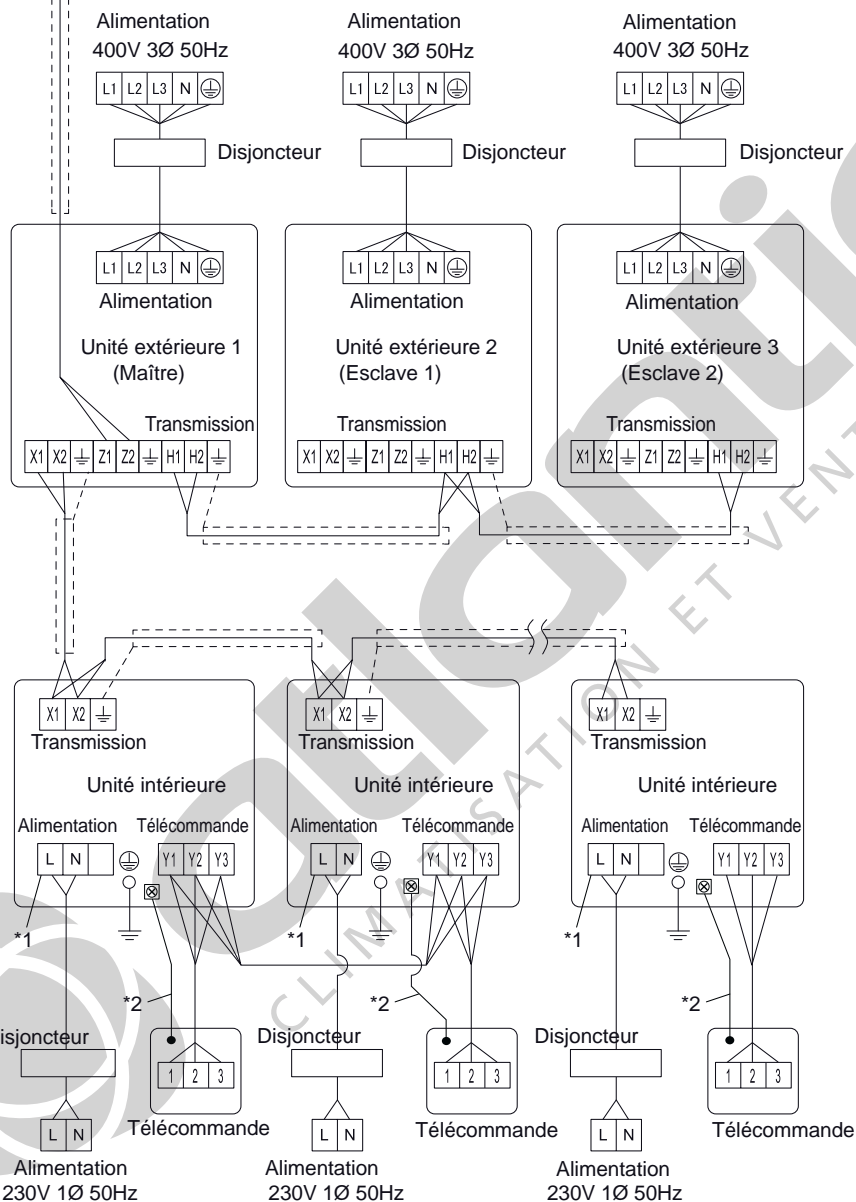 Alimentation Alimentation Alimentation
400V 3Ø 50Hz 400V 3Ø 50Hz 400V 3Ø 50Hz
L1 L2 L3 N L1 L2 L3 N L1 L2 L3 N
Disjoncteur Disjoncteur Disjoncteur
L1 L2 L3 N L1 L2 L3 N L1 L2 L3 N
Alimentation Alimentation Alimentation
Unité extérieure 1 Unité extérieure 2 Unité extérieure 3
(Maître) (Esclave 1) (Esclave 2)
Transmission Transmission Transmission
X1 X2 Z1 Z2 H1 H2 X1 X2 Z1 Z2 H1 H2 X1 X2 Z1 Z2 H1 H2
X1 X2 X1 X2 X1 X2
Transmission Transmission Transmission
Unité intérieure Unité intérieure Unité intérieure
Alimentation Télécommande Alimentation Télécommande Alimentation Télécommande
L N Y1 Y2 Y3 L N Y1 Y2 Y3 L N Y1 Y2 Y3
*1 *1 *1
*2 *2 *2
isjoncteur Disjoncteur Disjoncteur
1 2 3 1 2 3 1 2 3
L N Télécommande L N Télécommande L N Télécommande
Alimentation Alimentation Alimentation
230V 1Ø 50Hz 230V 1Ø 50Hz 230V 1Ø 50Hz
atlanti
CLIMATISATION ET VENT